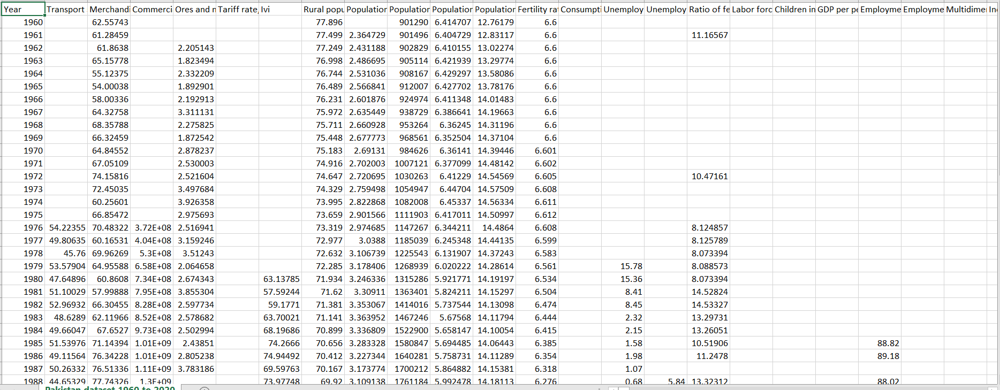 Year Transport Merchandi Commerci Ores and n Tariff rate, Ivi Rural popu Population Population Population Population Fertility ra Consumpti Unemploy Unemploy Ratio of fe Labor forc Children in GDP per pe Employme Employme Multidimer
1960 62.55743 77.896 901290 6.414707 12.76179 6.6
1961 61.28459 77.499 2.364729 901496 6.404729 12.83117 6.6 11.16567
1962 61.8638 2.205143 77.249 2.431188 902829 6.410155 13.02274 6.6
1963 65.15778 1.823494 76.998 2.486695 905114 6.421939 13.29774 6.6
1964 55.12375 2.332209 76.744 2.531036 908167 6.429297 13.58086 6.6
1965 54.00038 1.892901 76.489 2.566841 912007 6.427702 13.78176 6.6
1966 58.00336 2.192913 76.231 2.601876 924974 6.411348 14.01483 6.6
1967 64.32758 3.311131 75.972 2.635449 938729 6.386641 14.19663 6.6
1968 68.35788 2.275825 75.711 2.660928 953264 6.36245 14.31196 6.6
1969 66.32459 1.872542 75.448 2.677773 968561 6.352504 14.37104 6.6
1970 64.84552 2.878237 75.183 2.69131 984626 6.36141 14.39446 6.601
1971 67.05109 2.530003 74.916 2.702003 1007121 6.377099 14.48142 6.602
1972 74.15816 2.521604 74.647 2.720695 1030263 6.41229 14.54569 6.605 10.47161
1973 72.45035 3.497684 74.329 2.759498 1054947 6.44704 14.57509 6.608
1974 60.25601 3.926358 73.995 2.822868 1082008 6.45337 14.56334 6.611
1975 66.85472 2.975693 73.659 2.901566 1111903 6.417011 14.50997 6.612
1976 54.22355 70.48322 3.72E+08 2.516941 73.319 2.974685 1147267 6.344211 14.4864 6.608 8.124857
1977 49.80635 60.16531 4.04E+08 3.159246 72.977 3.0388 1185039 6.245348 14.44135 6.599 8.125789
1978 45.76 69.96269 5.3E+08 3.51243 72.632 3.106739 1225543 6.131907 14.37243 6.583 8.073394
1979 53.57904 64.95588 6.58E+08 2.064658 72.285 3.178406 1268939 6.020222 14.28614 6.561 15.78 8.088573
1980 47.64896 60.8608 7.34E+08 2.674343 63.13785 71.934 3.246336 1315286 5.921771 14.19197 6.534 15.36 8.073394
1981 51.10029 57.99888 7.95E+08 3.855304 57.59244 71.62 3.30911 1363401 5.824211 14.15297 6.504 8.41 14.52824
1982 52.96932 66.30455 8.28E+08 2.597734 59.1771 71.381 3.353067 1414016 5.737544 14.13098 6.474 8.45 14.53327
1983 48.6289 62.11966 8.52E+08 2.578682 63.70021 71.141 3.363952 1467246 5.67568 14.11794 6.444 2.32 13.29731
1984 49.66047 67.6527 9.73E+08 2.502994 68.19686 70.899 3.336809 1522900 5.658147 14.10054 6.415 2.15 13.26051
1985 51.53976 71.14394 1.01E+09 2.43851 74.2666 70.656 3.283328 1580847 5.694485 14.06443 6.385 1.58 10.51906 88.82
1986 49.11564 76.34228 1.01E+09 2.805238 74.94492 70.412 3.227344 1640281 5.758731 14.11289 6.354 1.98 11.2478 89.18
1987 50.26332 76.51336 1.11E+09 3.783186 69.59763 70.167 3.173774 1700212 5.864882 14.15381 6.318 1.07
1988 44.65329 77.74326 1.3E+09 73.97748 69.92 3.109138 1761184 5.992478 14.18113 6.276 0.68 5.84 13.32312 88.02
Pakistan dataset 1960 to 2020